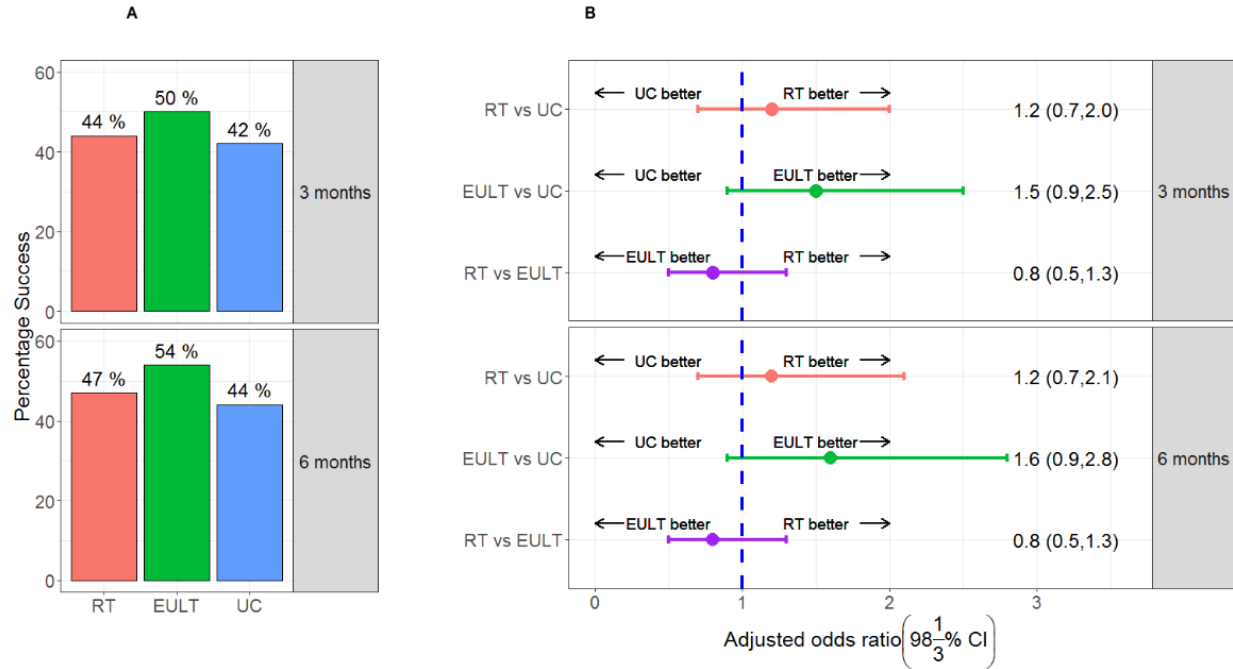 A
Percentage Success
60
40
20
0
44 %
50 %
42 %
3 months
60
40
20
0
47 %
54 %
44 %
6 months
RT EULT UC
B
RT vs UC
UC better RT better
1.2 (0.7,2.0)
EULT vs UC
UC better EULT better
1.5 (0.9,2.5)
RT vs EULT
EULT better RT better
0.8 (0.5,1.3)
3 months
RT vs UC
UC better RT better
1.2 (0.7,2.1)
EULT vs UC
UC better EULT better
1.6 (0.9,2.8)
RT vs EULT
EULT better RT better
0.8 (0.5,1.3)
6 months
0 1 2 3
Adjusted odds ratio(98 1/3% CI)